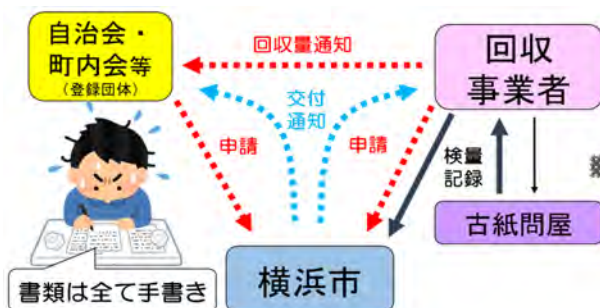 自治会・
町内会等
（登録団体）
回収量通知
回収
事業者
交付
通知
申請
申請
検量
記録
古紙問屋
書類は全て手書き
横浜市